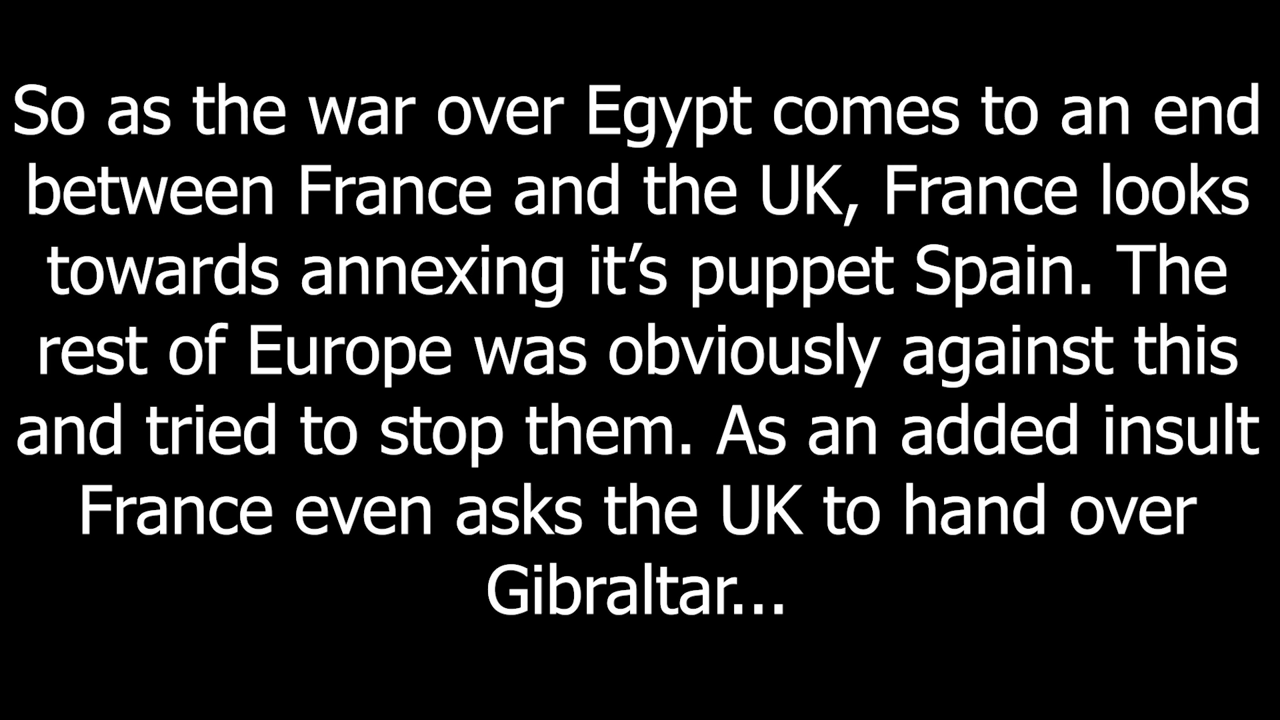 So as the war over Egypt comes to an end
between France and the UK, France looks
towards annexing it’s puppet Spain. The
rest of Europe was obviously against this
and tried to stop them. As an added insult
France even asks the UK to hand over
Gibraltar...